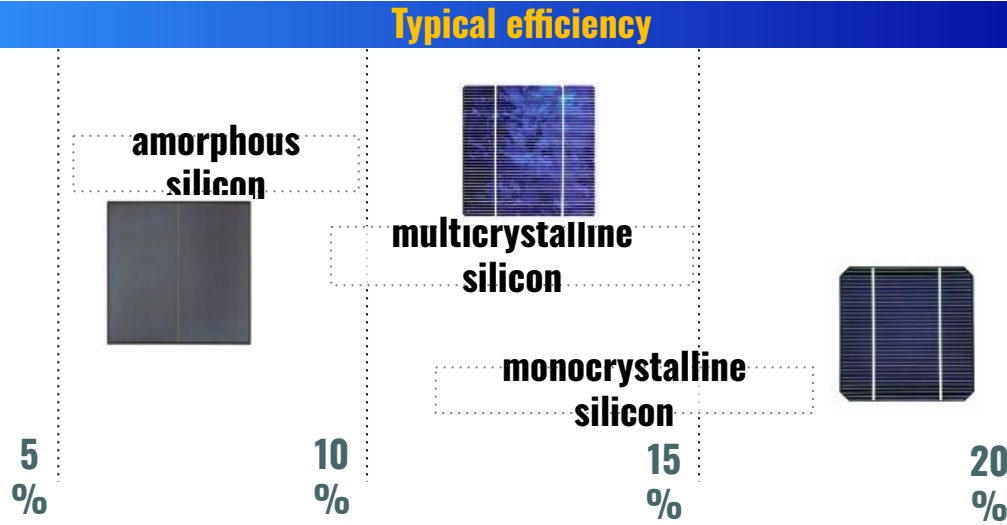 Typical efficiency
amorphous
silicon
multicrystalline
silicon
monocrystalline
silicon
5
%
10
%
15
%
20
%